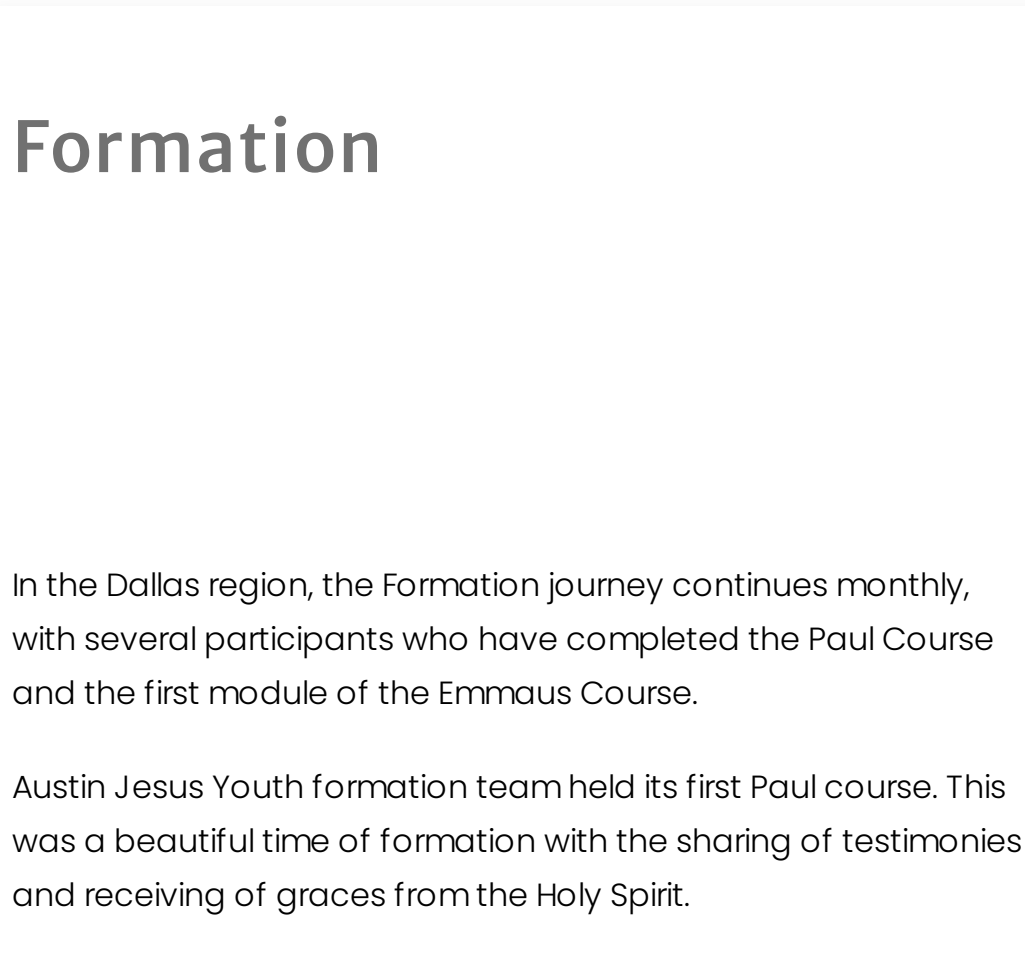 Formation
In the Dallas region, the Formation journey continues monthly,
with several participants who have completed the Paul Course
and the first module of the Emmaus Course.
Austin Jesus Youth formation team held its first Paul course. This
was a beautiful time of formation with the sharing of testimonies
and receiving of graces from the Holy Spirit.